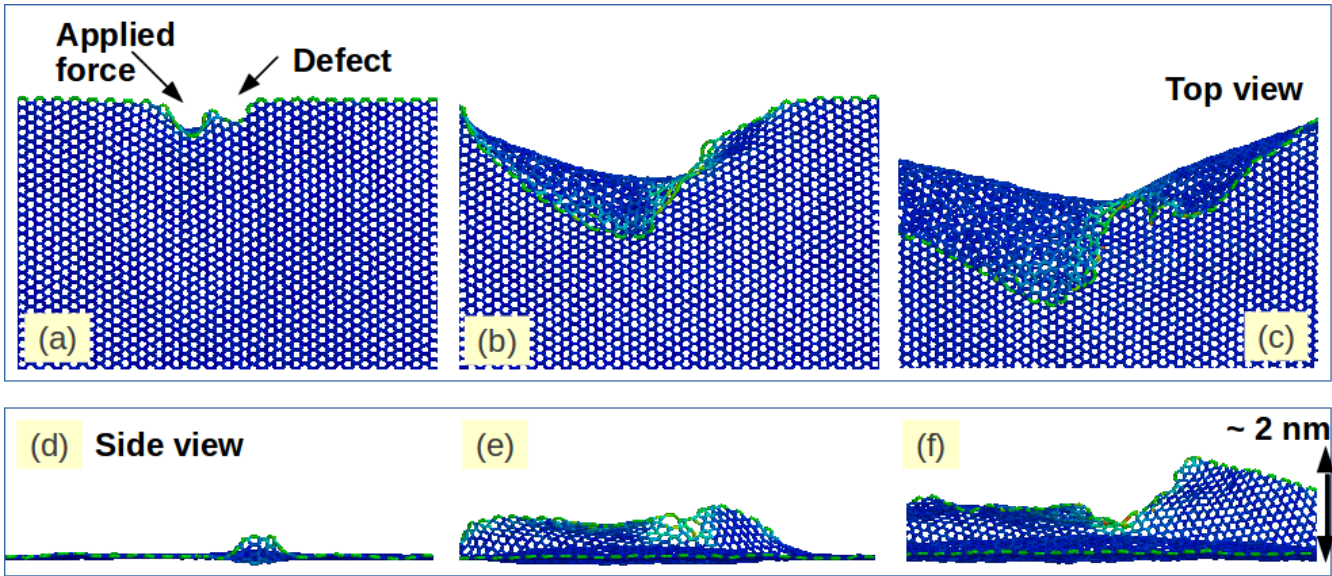 Applied
force
Defect
Top view
(a)
(b)
(c)
(d)
Side view
(e)
(f)
~ 2 nm